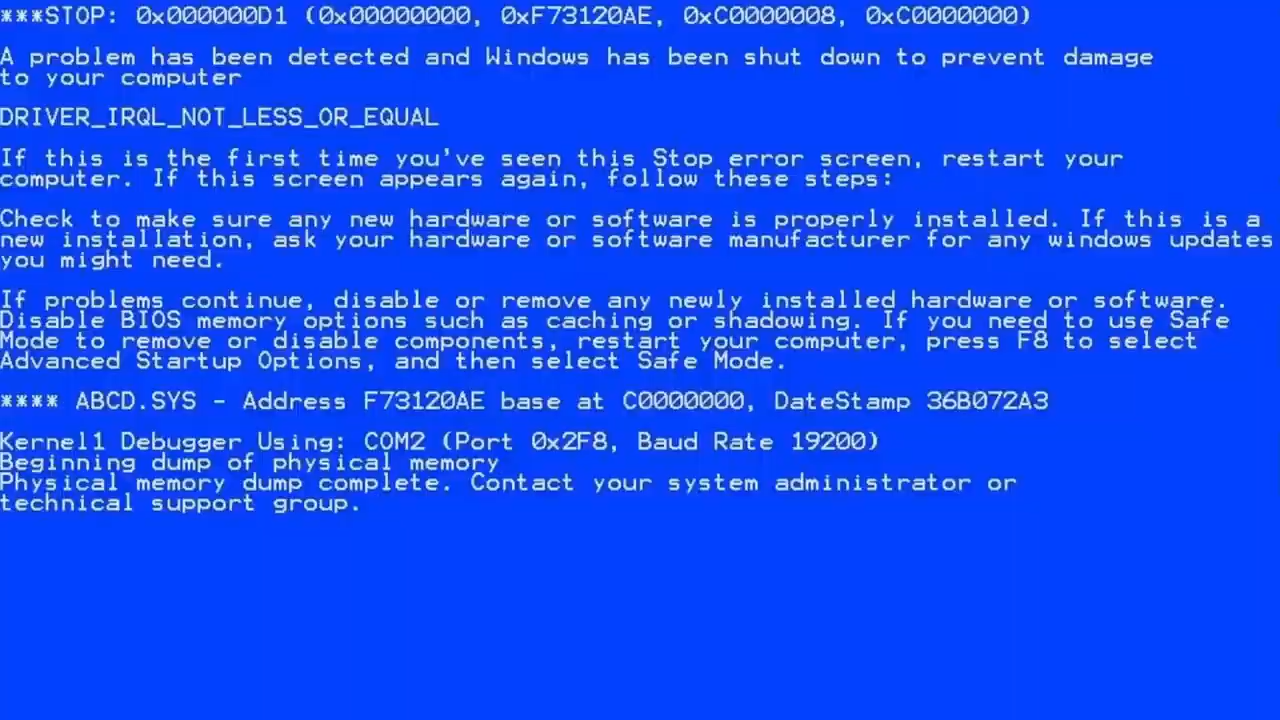 ***STOP: 0x000000D1 (0x00000000, 0xF73120AE, 0xC0000008, 0xC0000000)
A problem has been detected and Windows has been shut down to prevent damage
to your computer
DRIVER_IRQL_NOT_LESS_OR_EQUAL
If this is the first time you've seen this Stop error screen, restart your
computer. If this screen appears again, follow these steps:
Check to make sure any new hardware or software is properly installed. If this is a
new installation, ask your hardware or software manufacturer for any windows updates
you might need.
If problems continue, disable or remove any newly installed hardware or software.
Disable BIOS memory options such as caching or shadowing. If you need to use Safe
Mode to remove or disable components, restart your computer, press F8 to select
Advanced Startup Options, and then select Safe Mode.
**** ABCD.SYS - Address F73120AE base at C0000000, DateStamp 36B072A3
Kernel1 Debugger Using: COM2 (Port 0x2F8, Baud Rate 19200)
Beginning dump of physical memory
Physical memory dump complete. Contact your system administrator or
technical support group.